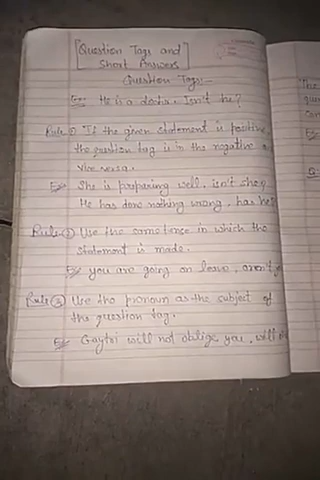 Question Tags and
Short Answers
Question Tags:-
Ex: He is a doctor. Isn't he?
Rule ① If the given statement is positive
the question tag is in the negative
vice versa.
Ex She is preparing well, isn't she?
He has done nothing wrong, has he?
Rule ② Use the same tense in which the
statement is made.
Ex you are going on leave, aren't
Rule ③ Use the pronoun as the subject of
the question tag.
Ex Gaytri will not oblige you, will
The